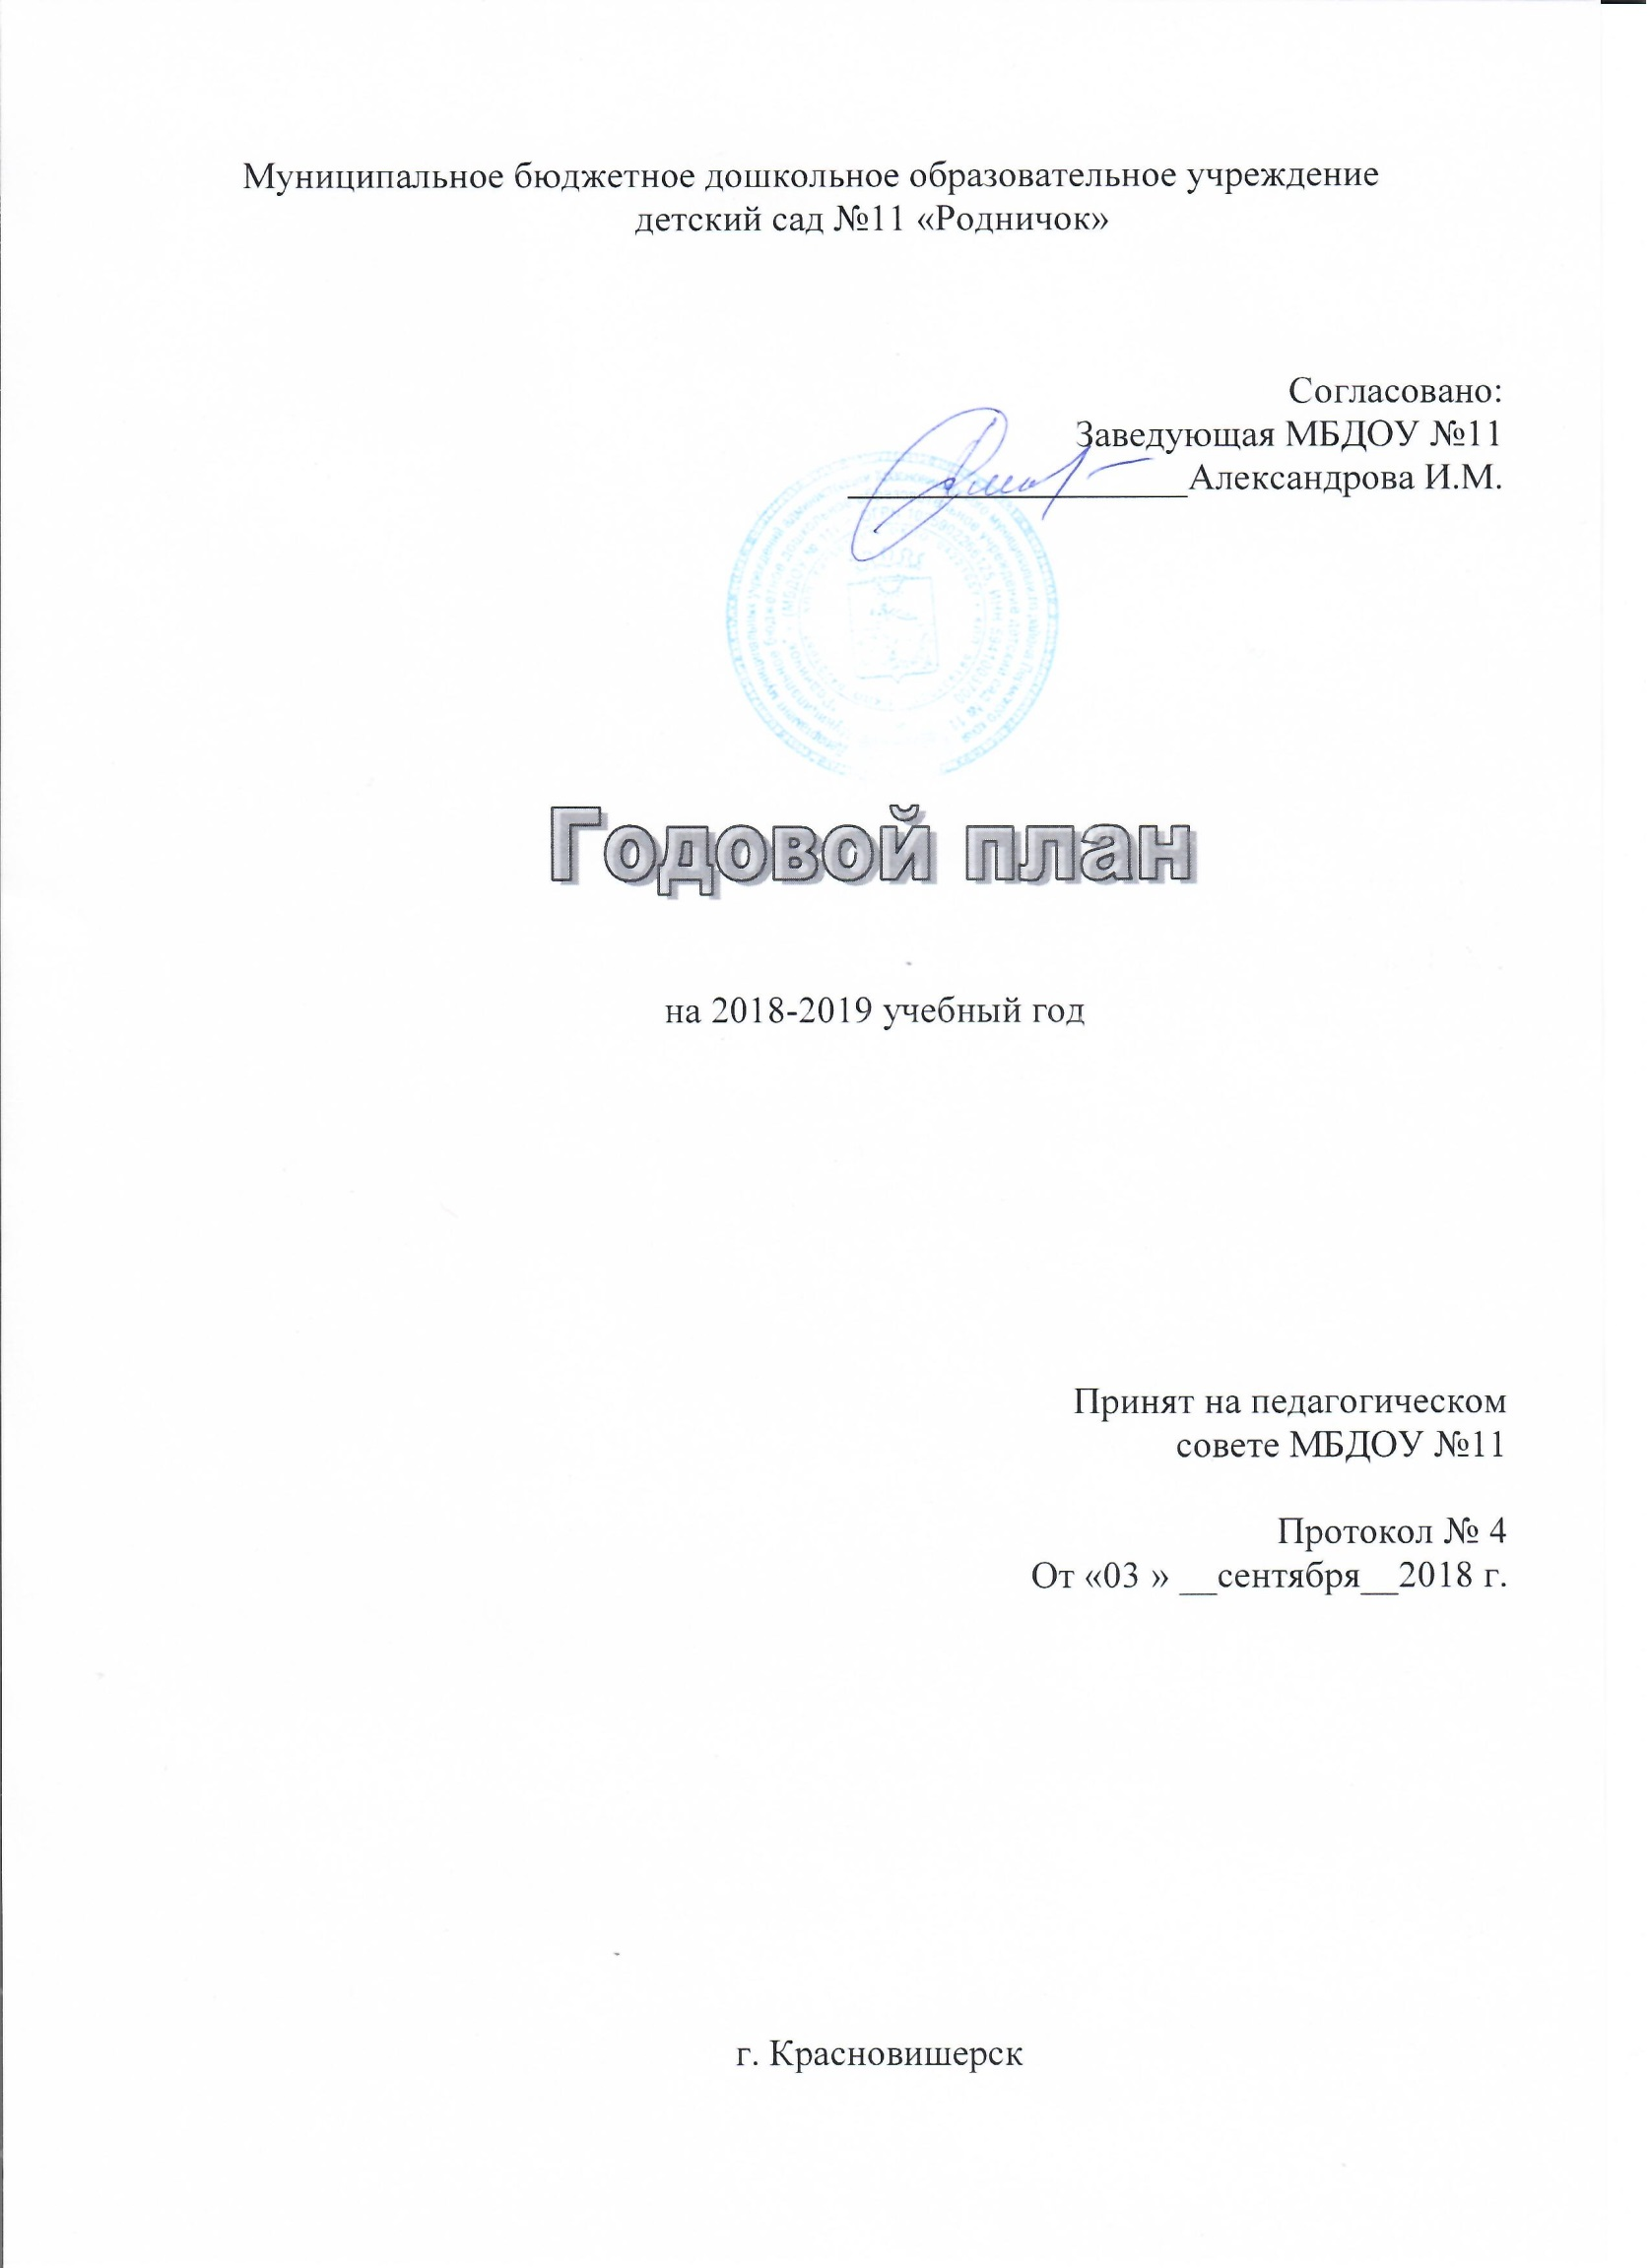 Муниципальное бюджетное дошкольное образовательное учреждение
детский сад №11 «Родничок»
Согласовано:
Заведующая МБДОУ №11
__________________Александрова И.М.
Годовой план
на 2018-2019 учебный год
Принят на педагогическом
совете МБДОУ №11
Протокол № 4
От «03 » __сентября__2018 г.
г. Красновишерск